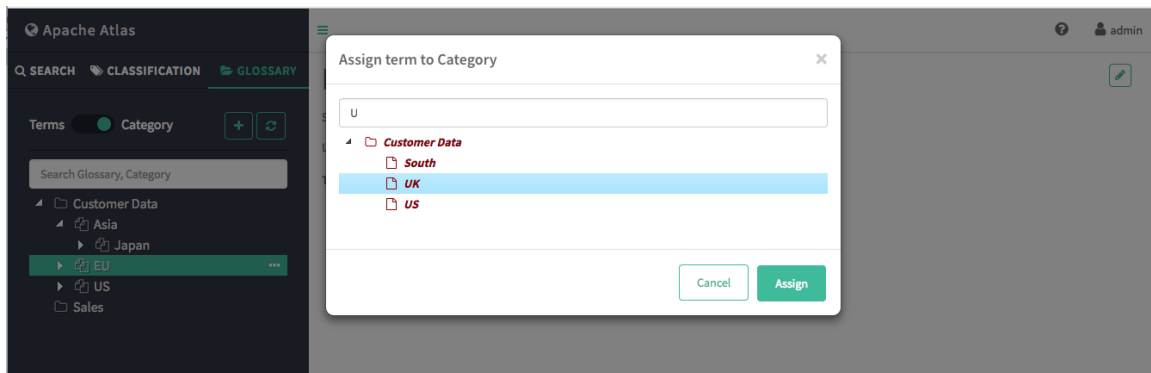 Apache Atlas
admin
SEARCH CLASSIFICATION GLOSSARY
Terms Category
Search Glossary, Category
Customer Data
Asia
Japan
EU
US
Sales
Assign term to Category
U
Customer Data
South
UK
US
Cancel Assign